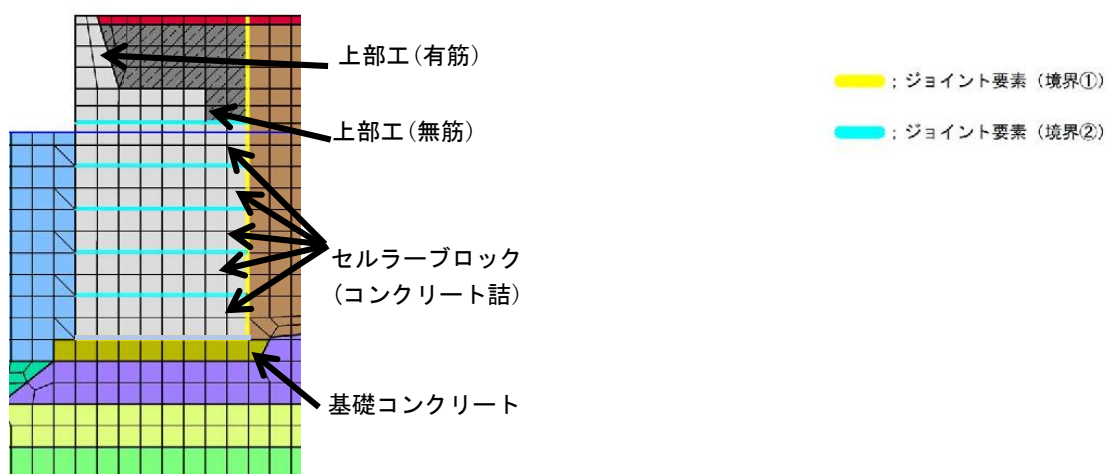 上部工(有筋)
上部工(無筋)
セルラーブロック
(コンクリート詰)
基礎コンクリート
；ジョイント要素（境界①）
；ジョイント要素（境界②）